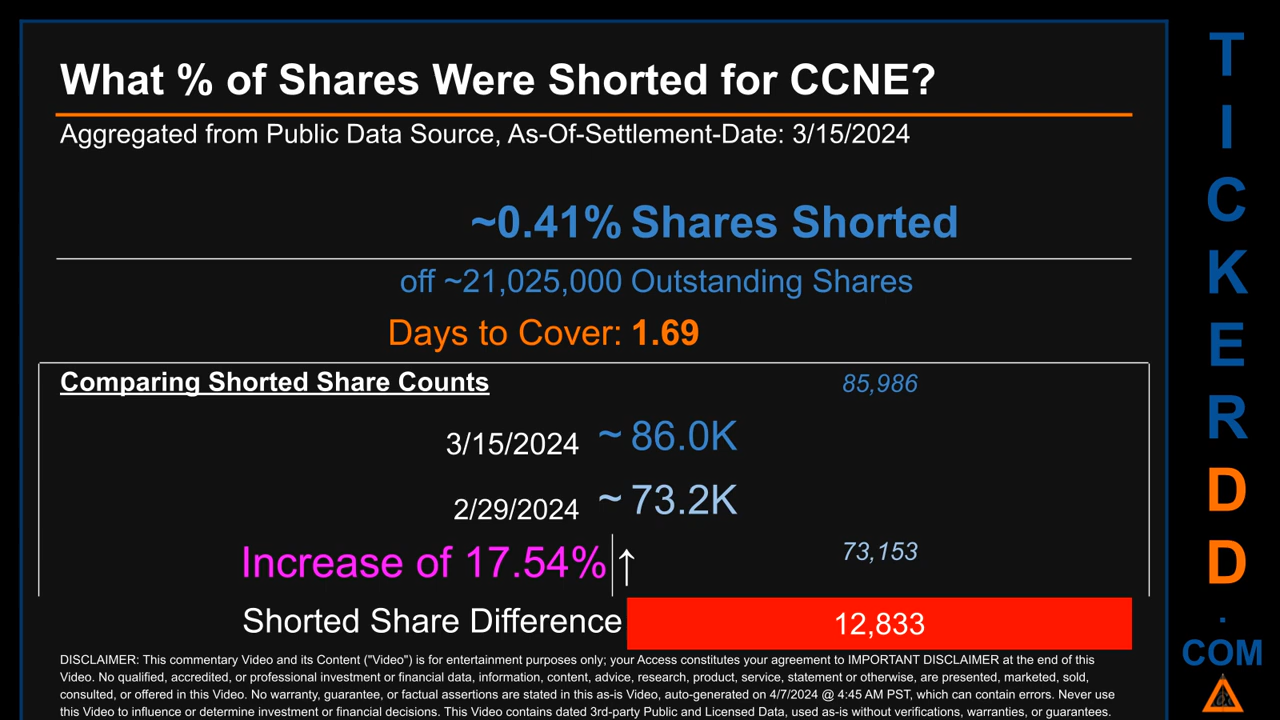 What % of Shares Were Shorted for CCNE?
Aggregated from Public Data Source, As-Of-Settlement-Date: 3/15/2024
~0.41% Shares Shorted
off ~21,025,000 Outstanding Shares
Days to Cover: 1.69
Comparing Shorted Share Counts
85,986
3/15/2024 ~ 86.0K
2/29/2024 ~ 73.2K
73,153
Increase of 17.54% ↑
Shorted Share Difference 12,833
DISCLAIMER: This commentary Video and its Content ("Video") is for entertainment purposes only; your Access constitutes your agreement to IMPORTANT DISCLAIMER at the end of this
Video. No qualified, accredited, or professional investment or financial data, information, content, advice, research, product, service, statement or otherwise, are presented, marketed, sold,
consulted, or offered in this Video. No warranty, guarantee, or factual assertions are stated in this as-is Video, auto-generated on 4/7/2024 @ 4:45 AM PST, which can contain errors. Never use
this Video to influence or determine investment or financial decisions. This Video contains dated 3rd-party Public and Licensed Data, used as-is without verifications, warranties, or guarantees.
T
I
C
K
E
R
D
D
.
COM